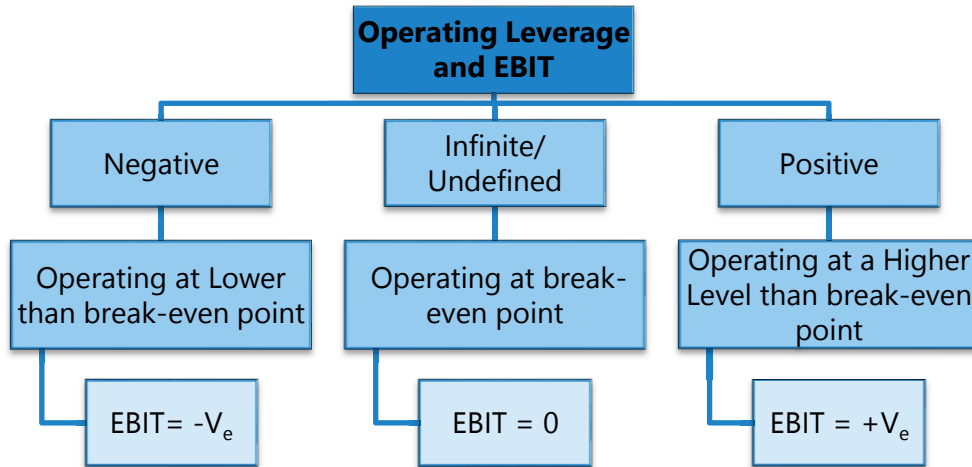 Operating Leverage
and EBIT
Negative
Infinite/
Undefined
Positive
Operating at Lower
than break-even point
Operating at break-
even point
Operating at a Higher
Level than break-even
point
EBIT= -Vₑ
EBIT = 0
EBIT = +Vₑ